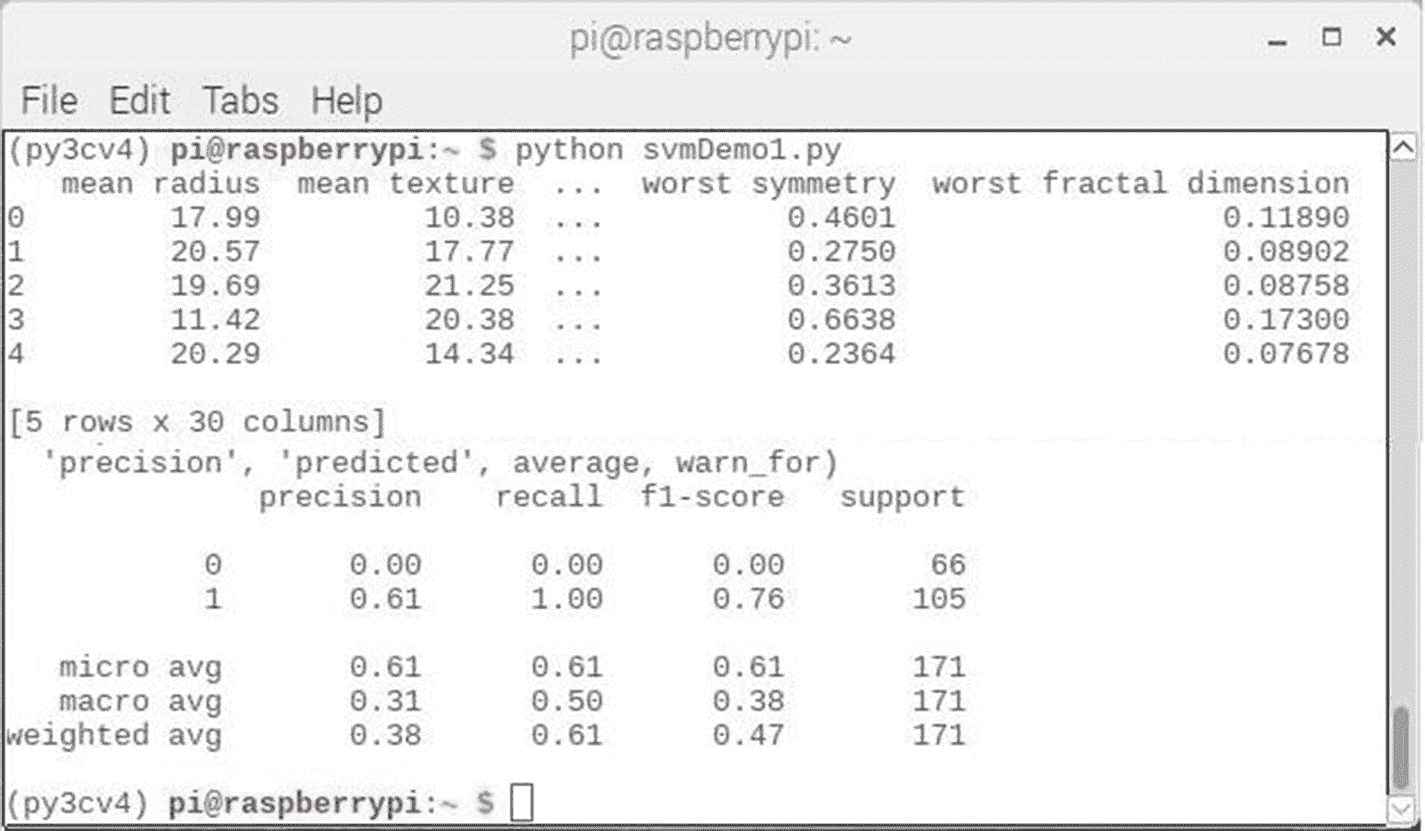 pi@raspberrypi: ~
File Edit Tabs Help
(py3cv4) pi@raspberrypi:~ $ python svmDemo1.py
mean radius mean texture ... worst symmetry worst fractal dimension
0 17.99 10.38 ... 0.4601 0.11890
1 20.57 17.77 ... 0.2750 0.08902
2 19.69 21.25 ... 0.3613 0.08758
3 11.42 20.38 ... 0.6638 0.17300
4 20.29 14.34 ... 0.2364 0.07678
[5 rows x 30 columns]
'precision', 'predicted', average, warn_for)
precision recall f1-score support
0 0.00 0.00 0.00 66
1 0.61 1.00 0.76 105
micro avg 0.61 0.61 0.61 171
macro avg 0.31 0.50 0.38 171
weighted avg 0.38 0.61 0.47 171
(py3cv4) pi@raspberrypi:~ $